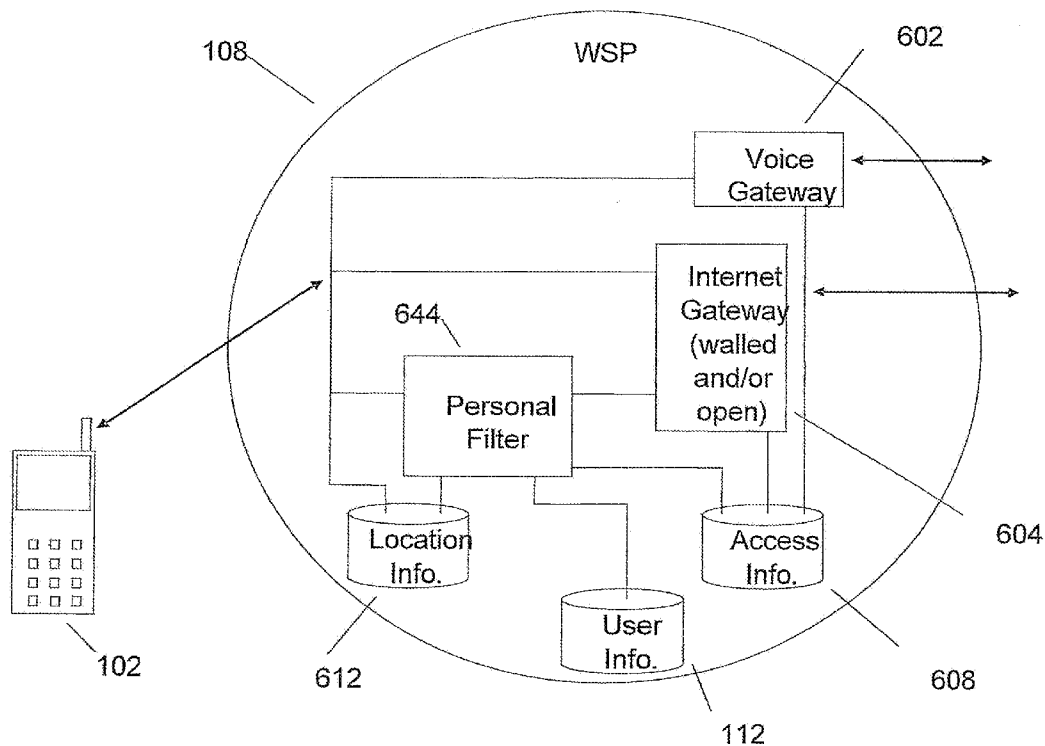 108
WSP
602
Voice
Gateway
Internet
Gateway
(walled
and/or
open)
644
Personal
Filter
Location
Info.
Access
Info.
604
User
Info.
102
612
608
112